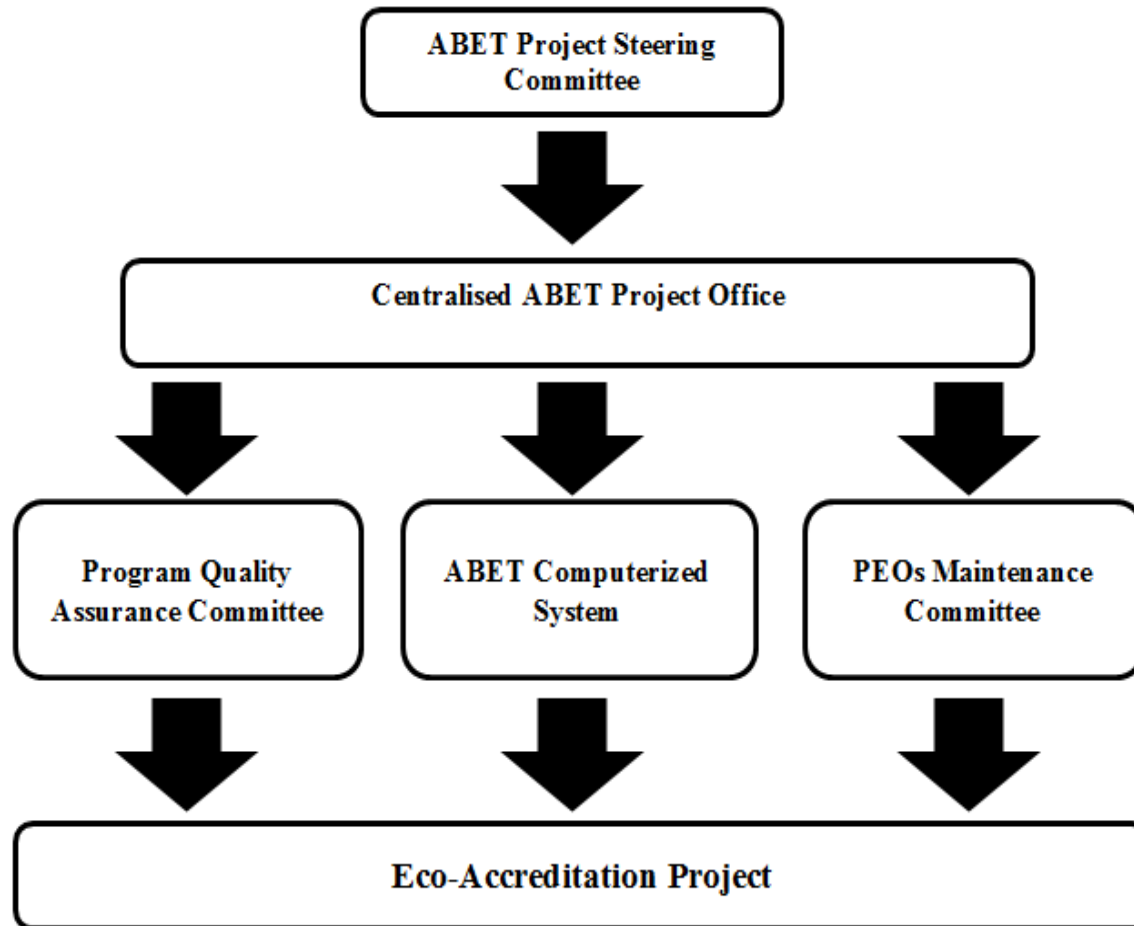 ABET Project Steering
Committee
Centralised ABET Project Office
Program Quality
Assurance Committee
ABET Computerized
System
PEOs Maintenance
Committee
Eco-Accreditation Project